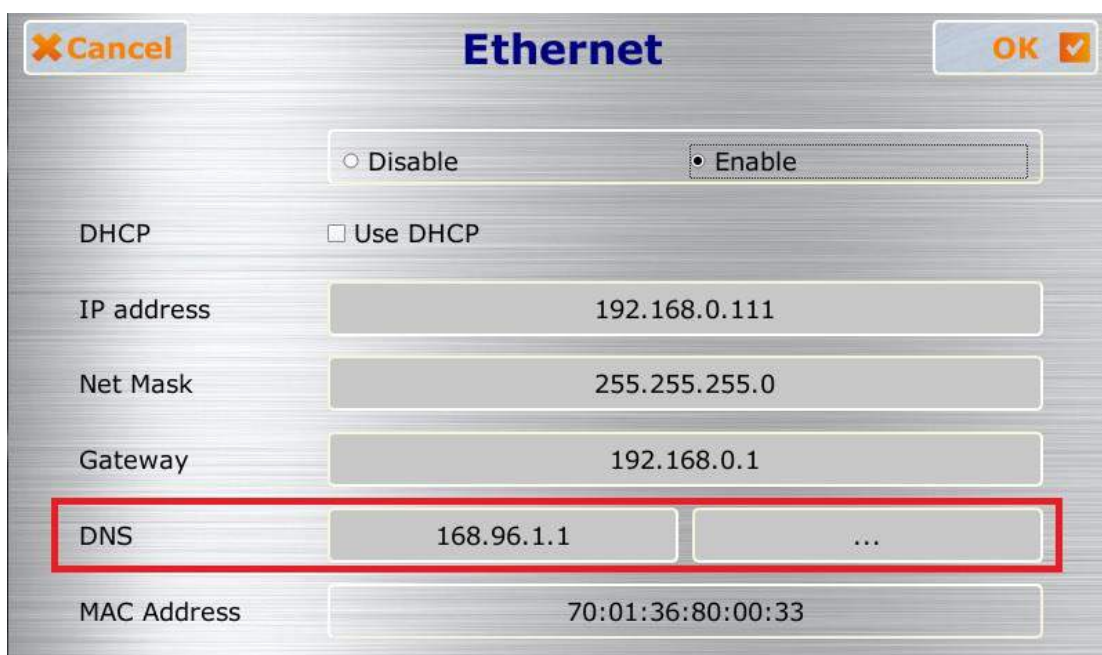 Cancel
Ethernet
OK
Disable Enable
DHCP Use DHCP
IP address 192.168.0.111
Net Mask 255.255.255.0
Gateway 192.168.0.1
DNS 168.96.1.1 ...
MAC Address 70:01:36:80:00:33